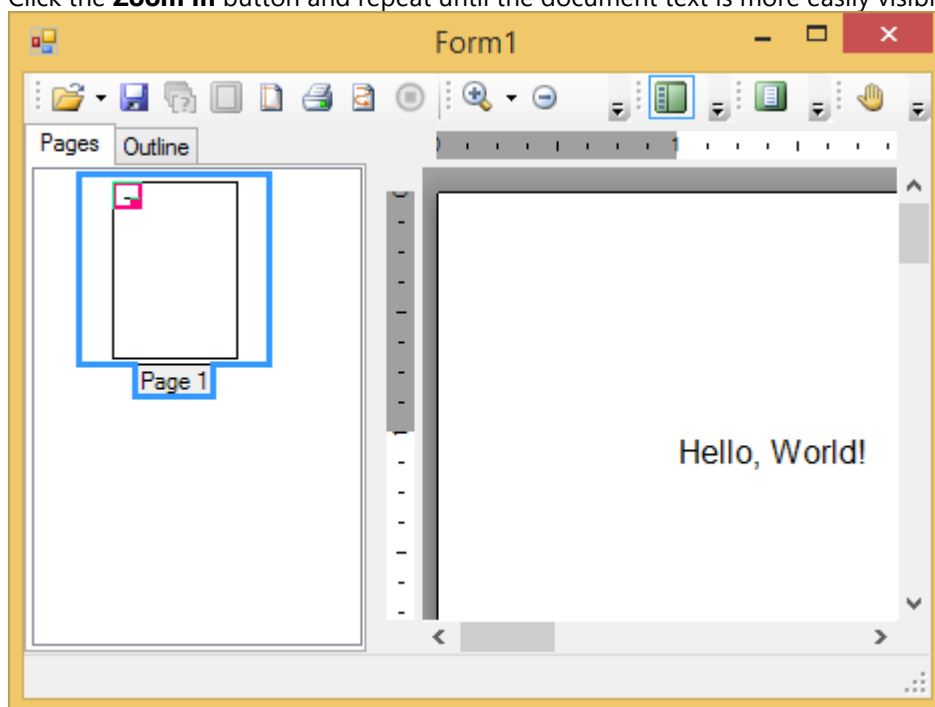 Click the Zoom In button and repeat until the document text is more easily
Form1
Pages Outline
Page 1
Hello, World!